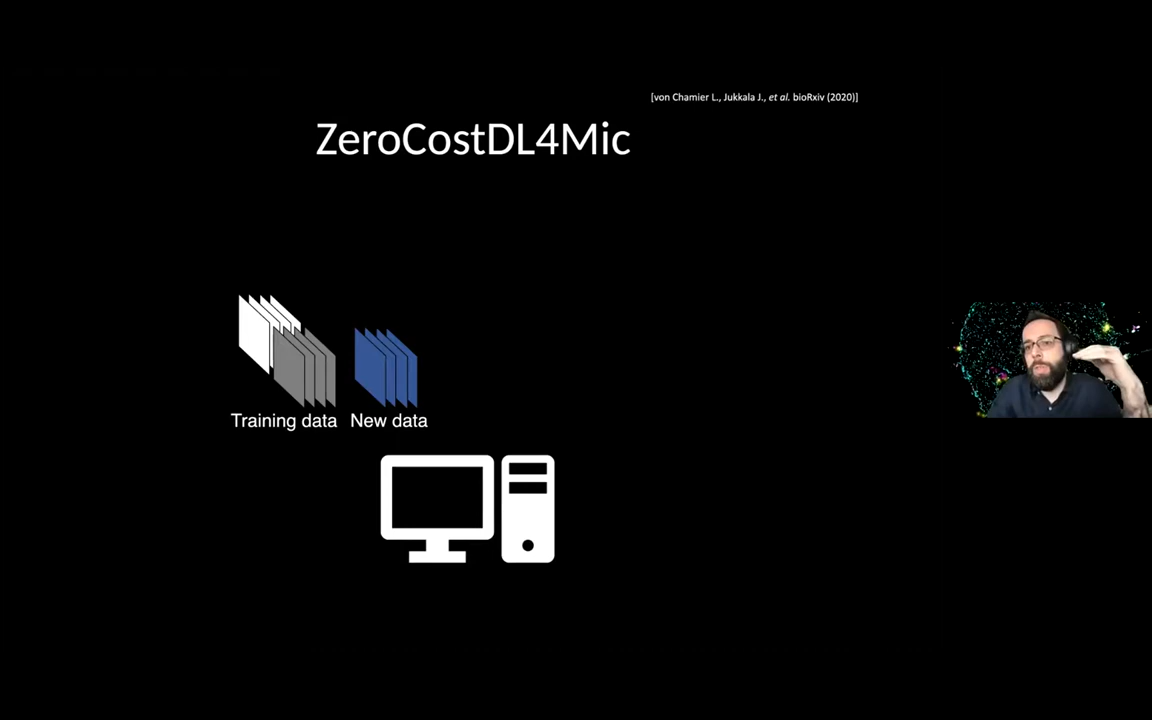 [von Chamier L., Jukkala J., et al. bioRxiv (2020)]
ZeroCostDL4Mic
Training data
New data